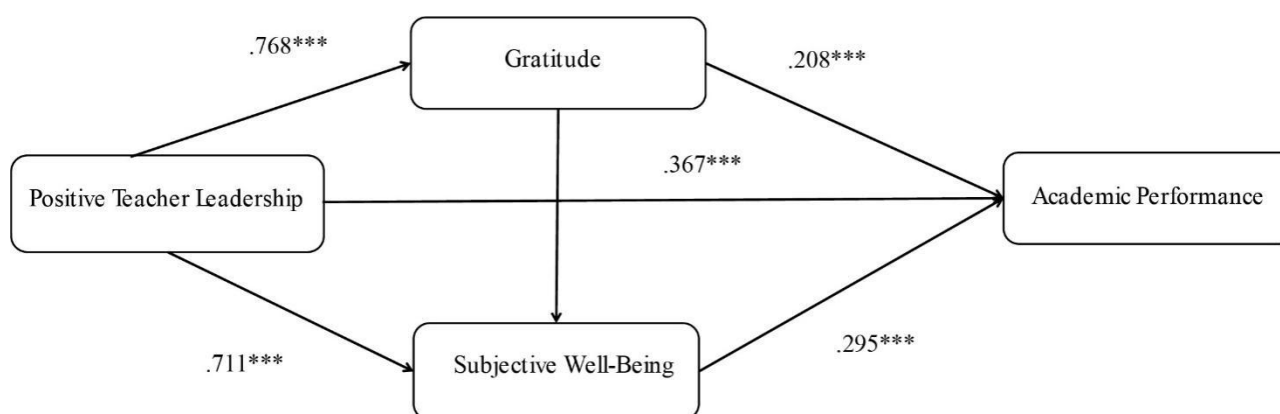 .768***
Gratitude
.208***
.367***
Positive Teacher Leadership
Academic Performance
.711***
Subjective Well-Being
.295***